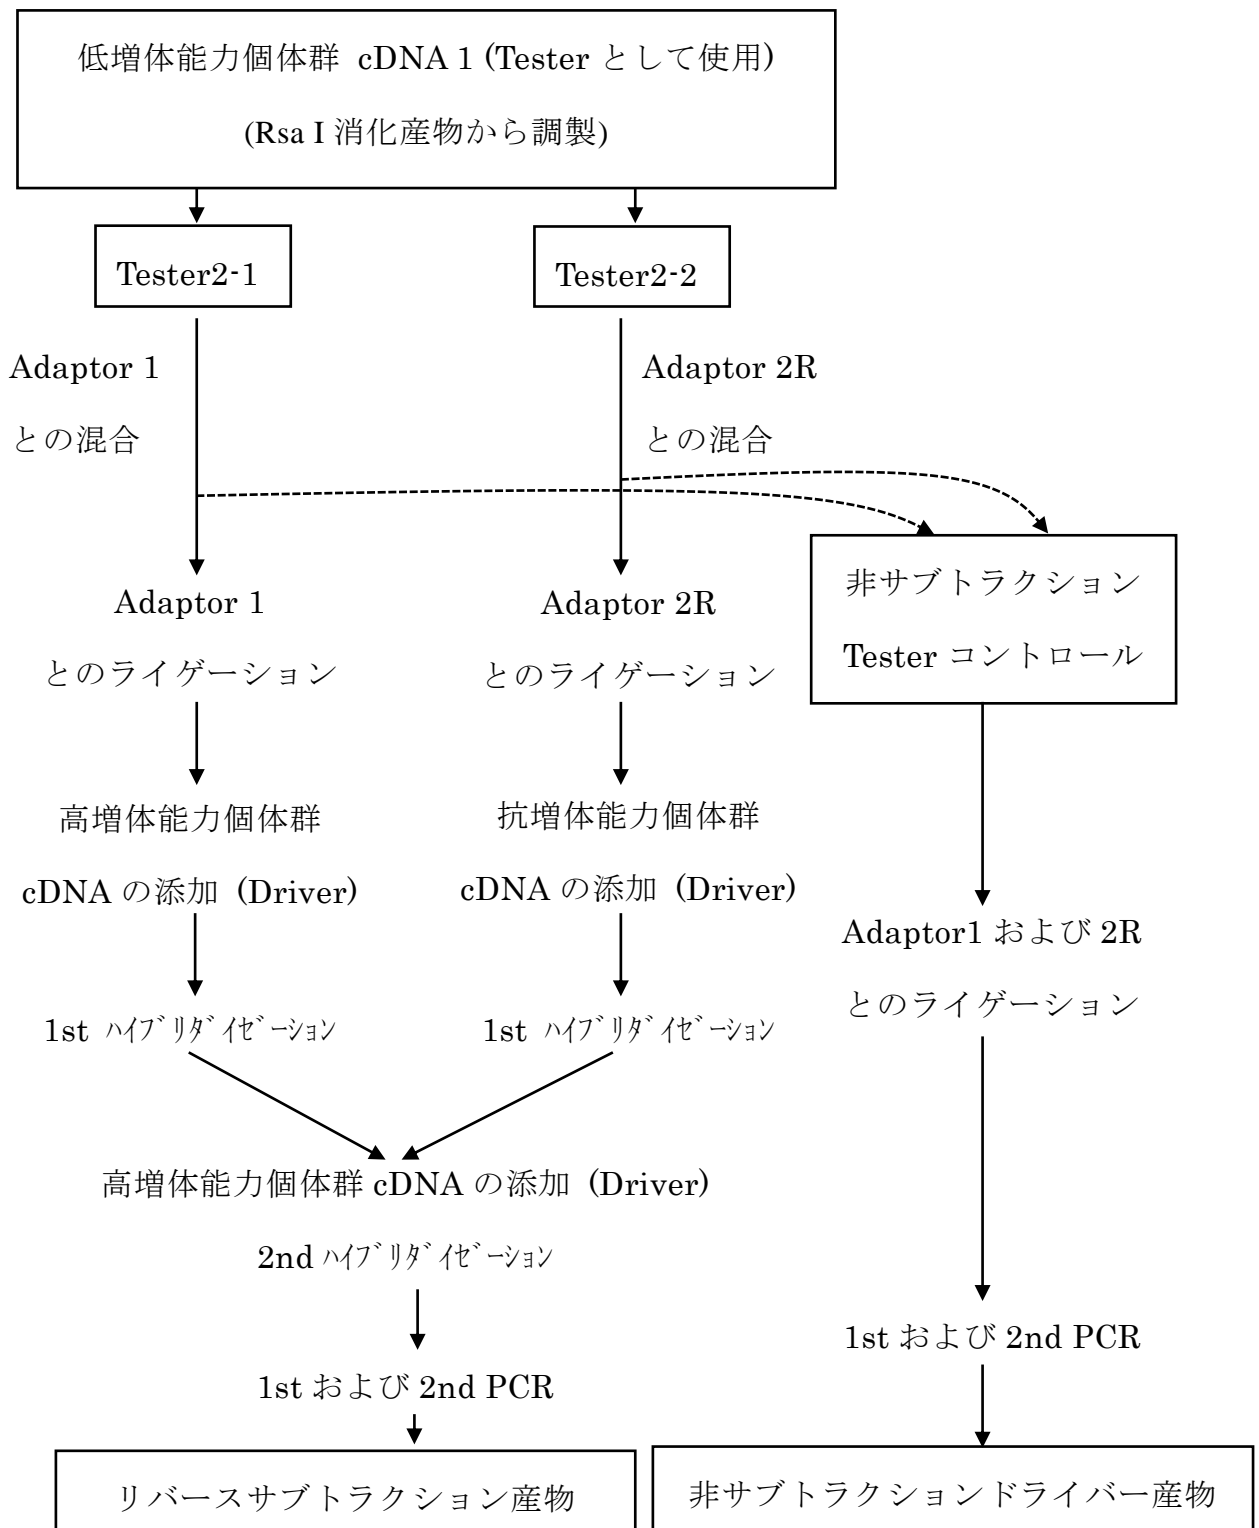 低増体能力個体群 cDNA 1 (Tester として使用)
(Rsa I 消化産物から調製)
Tester2-1
Tester2-2
Adaptor 1
との混合
Adaptor 2R
との混合
非サブトラクション
Tester コントロール
Adaptor 1
とのライゲーション
Adaptor 2R
とのライゲーション
高増体能力個体群
cDNA の添加 (Driver)
抗増体能力個体群
cDNA の添加 (Driver)
Adaptor1 および 2R
とのライゲーション
1st ﾊｲﾌﾞﾘﾀﾞｲｾﾞｰｼｮﾝ
1st ﾊｲﾌﾞﾘﾀﾞｲｾﾞｰｼｮﾝ
高増体能力個体群 cDNA の添加 (Driver)
2nd ﾊｲﾌﾞﾘﾀﾞｲｾﾞｰｼｮﾝ
1st および 2nd PCR
1st および 2nd PCR
リバースサブトラクション産物
非サブトラクションドライバー産物